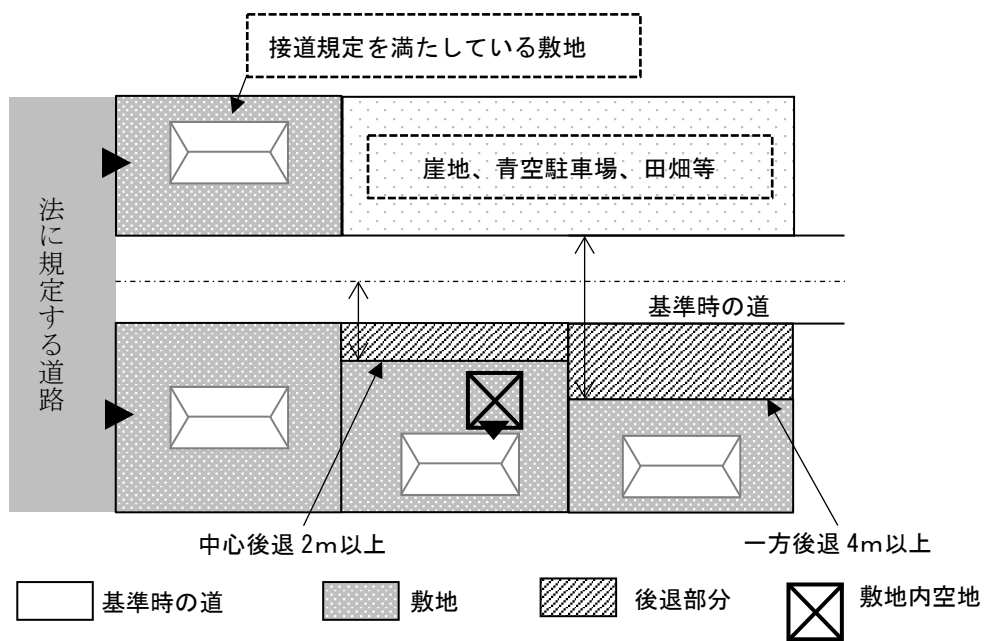 接道規定を満たしている敷地
崖地、青空駐車場、田畑等
法に規定する道路
基準時の道
中心後退2m以上
一方後退4m以上
基準時の道
敷地
後退部分
敷地内空地